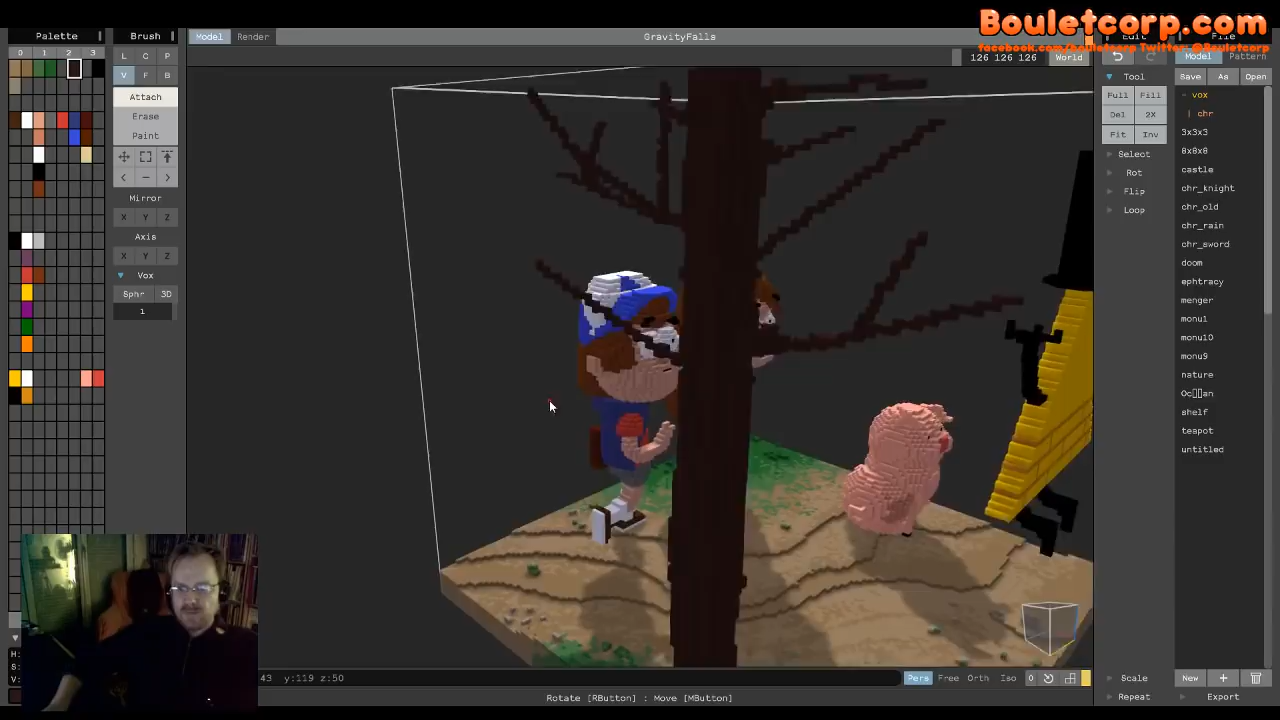 Bouletcorp.com
facebook.com/bouletcorp Twitter @Bouletcorp
Palette
Brush
Model
Render
GravityFalls
Edit
File
0 1 2 3
L C P
V F B
Attach
Erase
Paint
< - >
Mirror
X Y Z
Axis
X Y Z
Vox
Sphr 3D
1
126 126 126
World
Tool
Full Fill
Del 2X
Fit Inv
Select
Rot
Flip
Loop
Model Pattern
Save As Open
- vox
| chr
3x3x3
8x8x8
castle
chr_knight
chr_old
chr_rain
chr_sword
doom
ephtracy
menger
monu1
monu10
monu9
nature
shelf
teapot
untitled
H:
S:
V:
43 y:119 z:50
Pers Free Orth Iso 0
Rotate [RButton] : Move [MButton]
Scale
Repeat
New +
Export